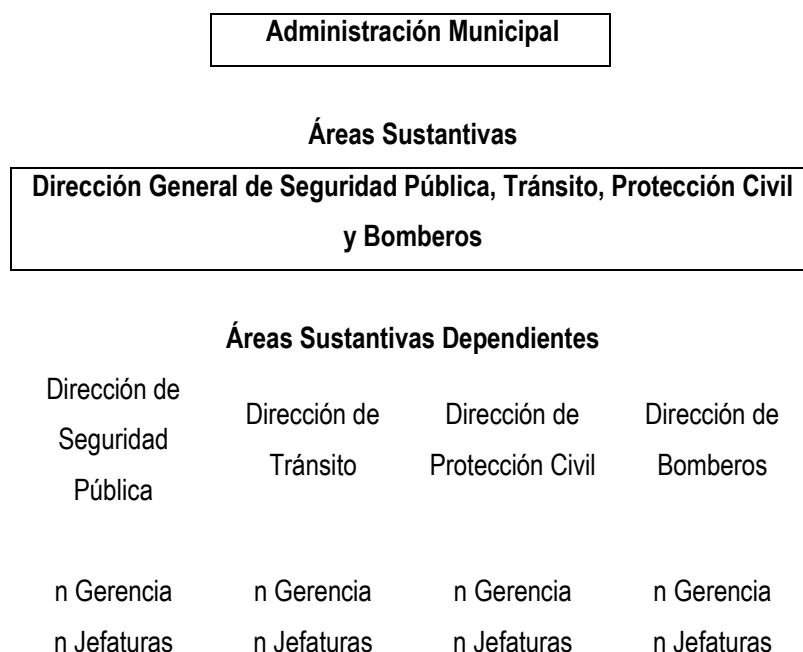 Administración Municipal
Áreas Sustantivas
Dirección General de Seguridad Pública, Tránsito, Protección Civil
y Bomberos
Áreas Sustantivas Dependientes
Dirección de
Seguridad
Pública
Dirección de
Tránsito
Dirección de
Protección Civil
Dirección de
Bomberos
n Gerencia
n Jefaturas
n Gerencia
n Jefaturas
n Gerencia
n Jefaturas
n Gerencia
n Jefaturas